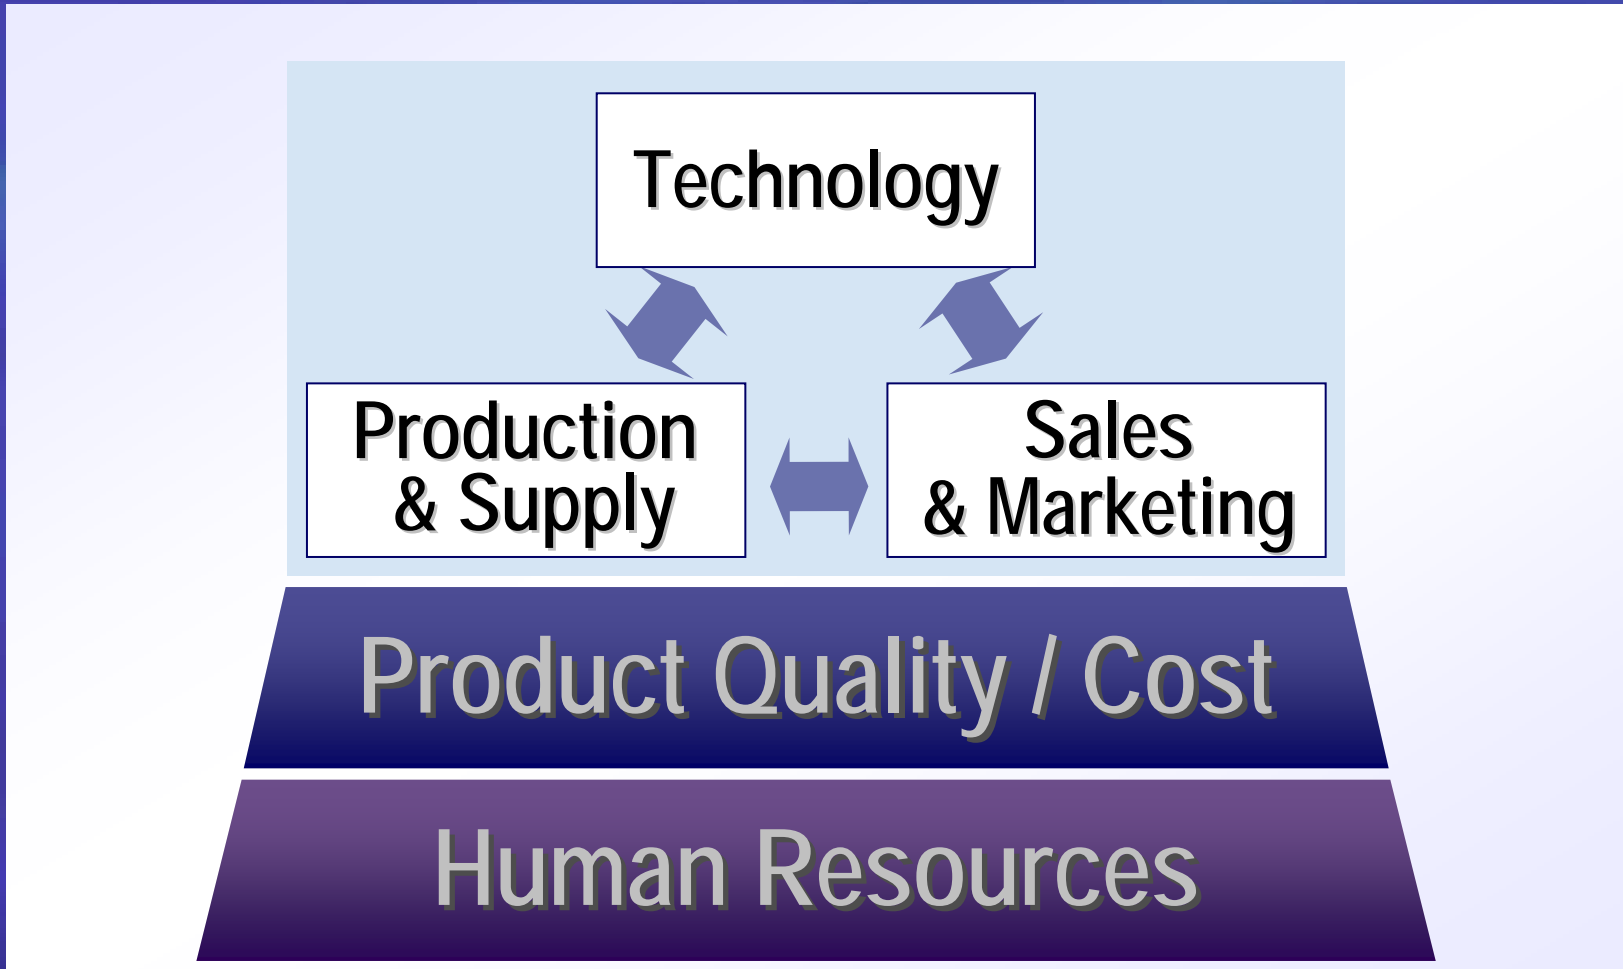 Technology
Production
& Supply
Sales
& Marketing
Product Quality / Cost
Human Resources